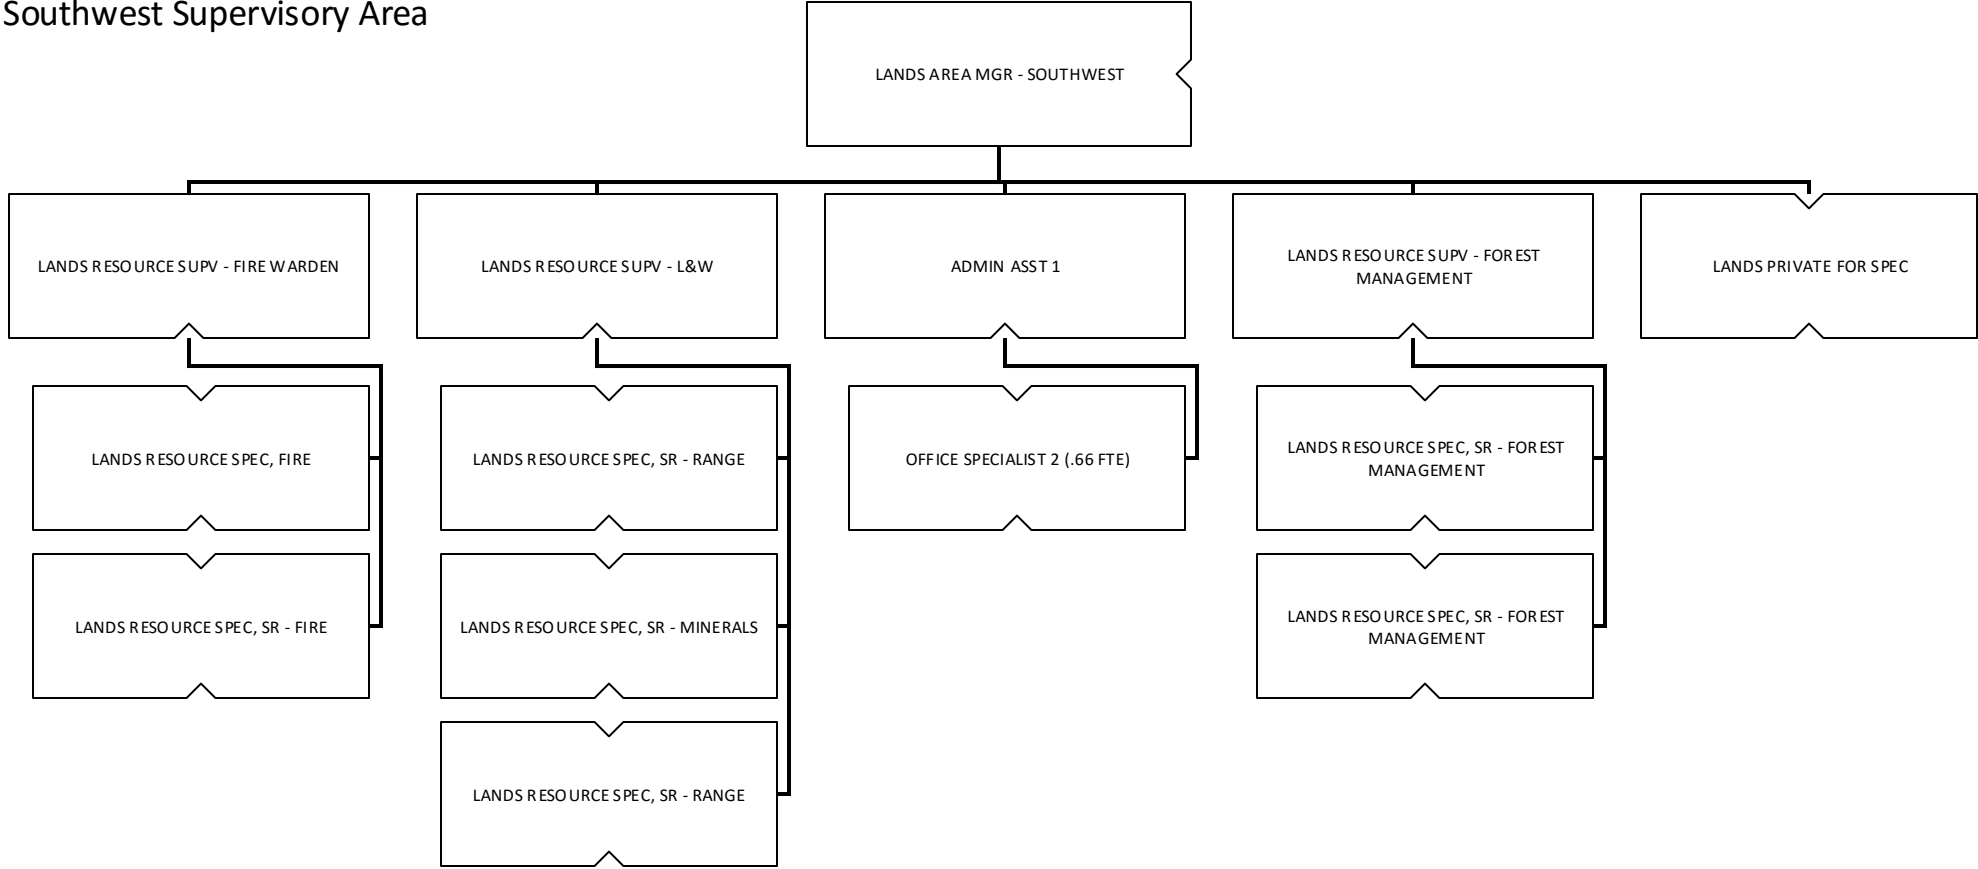 Southwest Supervisory Area
LANDS AREA MGR - SOUTHWEST
LANDS RESOURCE SUPV - FIRE WARDEN
LANDS RESOURCE SUPV - L&W
ADMIN ASST 1
LANDS RESOURCE SUPV - FOREST
MANAGEMENT
LANDS PRIVATE FOR SPEC
LANDS RESOURCE SPEC, FIRE
LANDS RESOURCE SPEC, SR - RANGE
OFFICE SPECIALIST 2 (.66 FTE)
LANDS RESOURCE SPEC, SR - FOREST
MANAGEMENT
LANDS RESOURCE SPEC, SR - FIRE
LANDS RESOURCE SPEC, SR - MINERALS
LANDS RESOURCE SPEC, SR - FOREST
MANAGEMENT
LANDS RESOURCE SPEC, SR - RANGE